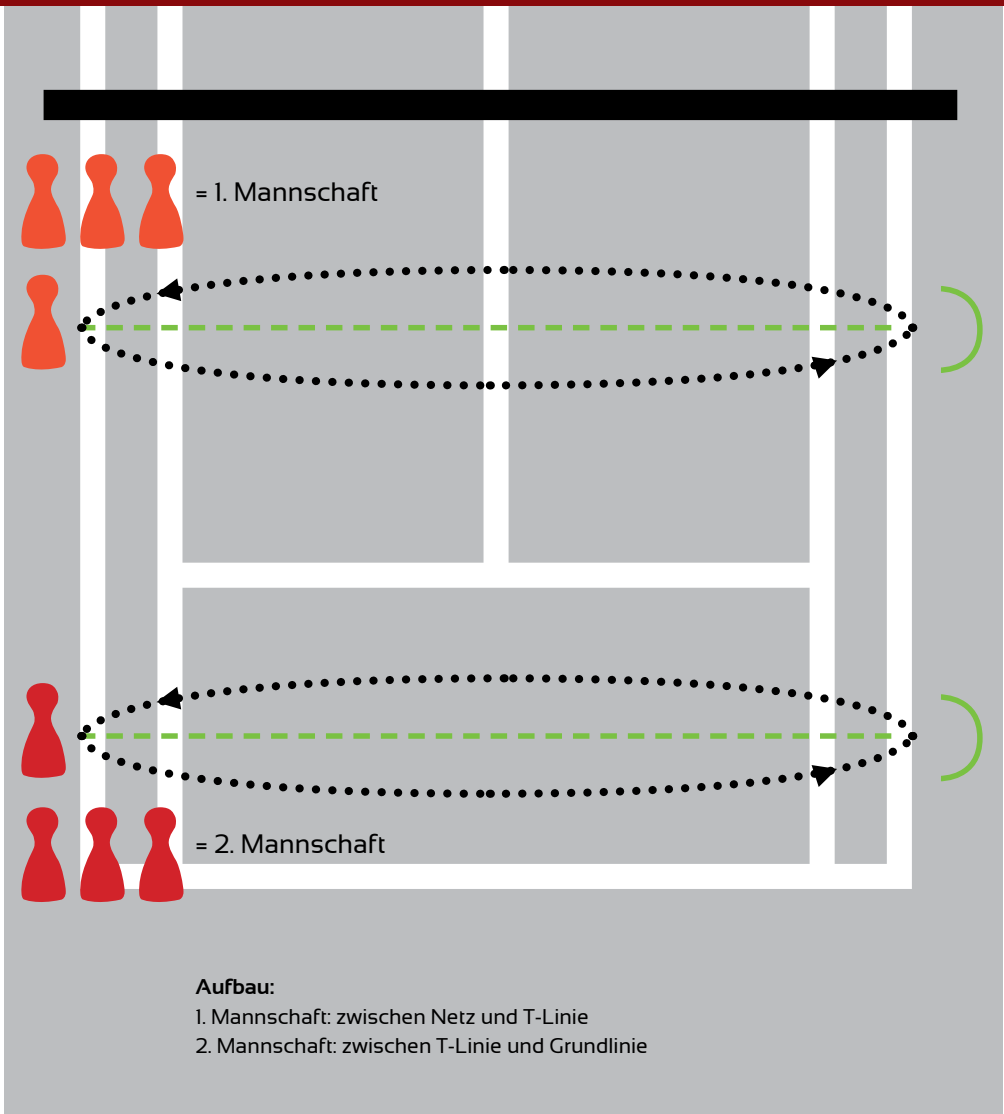 = 1. Mannschaft
= 2. Mannschaft
Aufbau:
1. Mannschaft: zwischen Netz und T-Linie
2. Mannschaft: zwischen T-Linie und Grundlinie